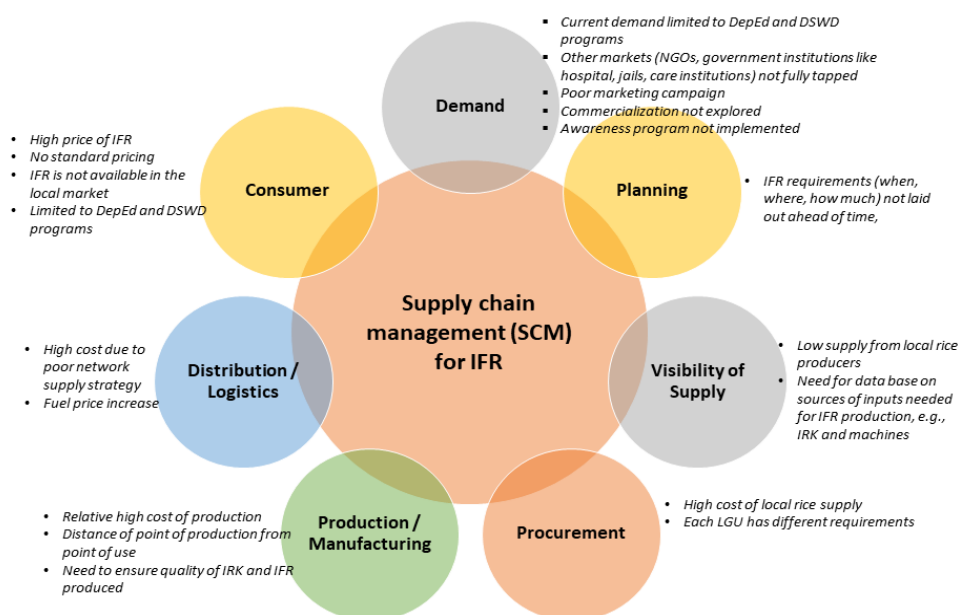 ▪ Current demand limited to DepEd and DSWD
programs
▪ Other markets (NGOs, government institutions like
hospital, jails, care institutions) not fully tapped
▪ Poor marketing campaign
▪ Commercialization not explored
▪ Awareness program not implemented
Demand
• High price of IFR
• No standard pricing
• IFR is not available in the
local market
• Limited to DepEd and DSWD
programs
Consumer
Planning
• IFR requirements (when,
where, how much) not laid
out ahead of time,
Supply chain
management (SCM)
for IFR
• High cost due to
poor network
supply strategy
• Fuel price increase
Distribution /
Logistics
Visibility of
Supply
• Low supply from local rice
producers
• Need for data base on
sources of inputs needed
for IFR production, e.g.,
IRK and machines
• Relative high cost of production
• Distance of point of production from
point of use
• Need to ensure quality of IRK and IFR
produced
Production /
Manufacturing
Procurement
• High cost of local rice supply
• Each LGU has different requirements